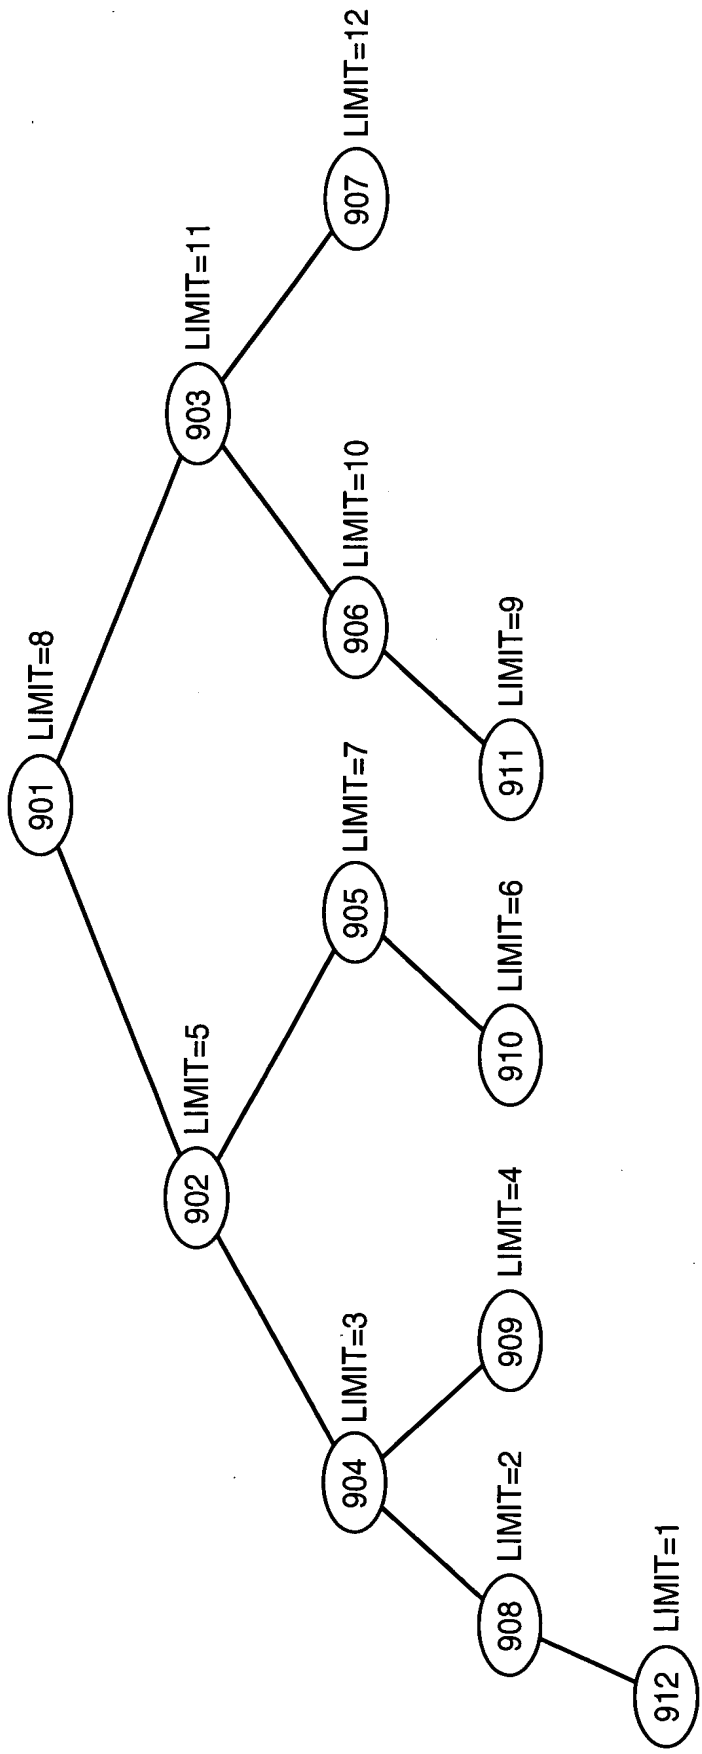 901 LIMIT=8
902 LIMIT=5
903 LIMIT=11
904 LIMIT=3
905 LIMIT=7
906 LIMIT=10
907 LIMIT=12
908 LIMIT=2
909 LIMIT=4
910 LIMIT=6
911 LIMIT=9
912 LIMIT=1